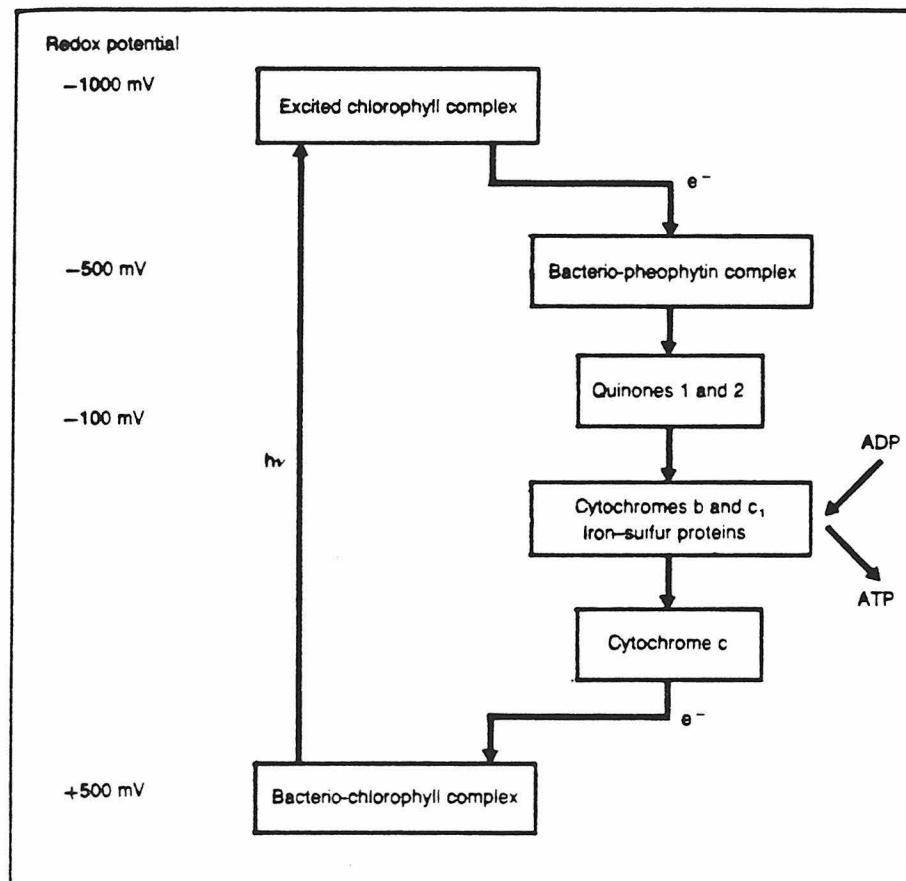 Redox potential
−1000 mV
Excited chlorophyll complex
e⁻
−500 mV
Bacterio-pheophytin complex
Quinones 1 and 2
−100 mV
ADP
hν
Cytochromes b and c₁
Iron–sulfur proteins
ATP
Cytochrome c
e⁻
+500 mV
Bacterio-chlorophyll complex